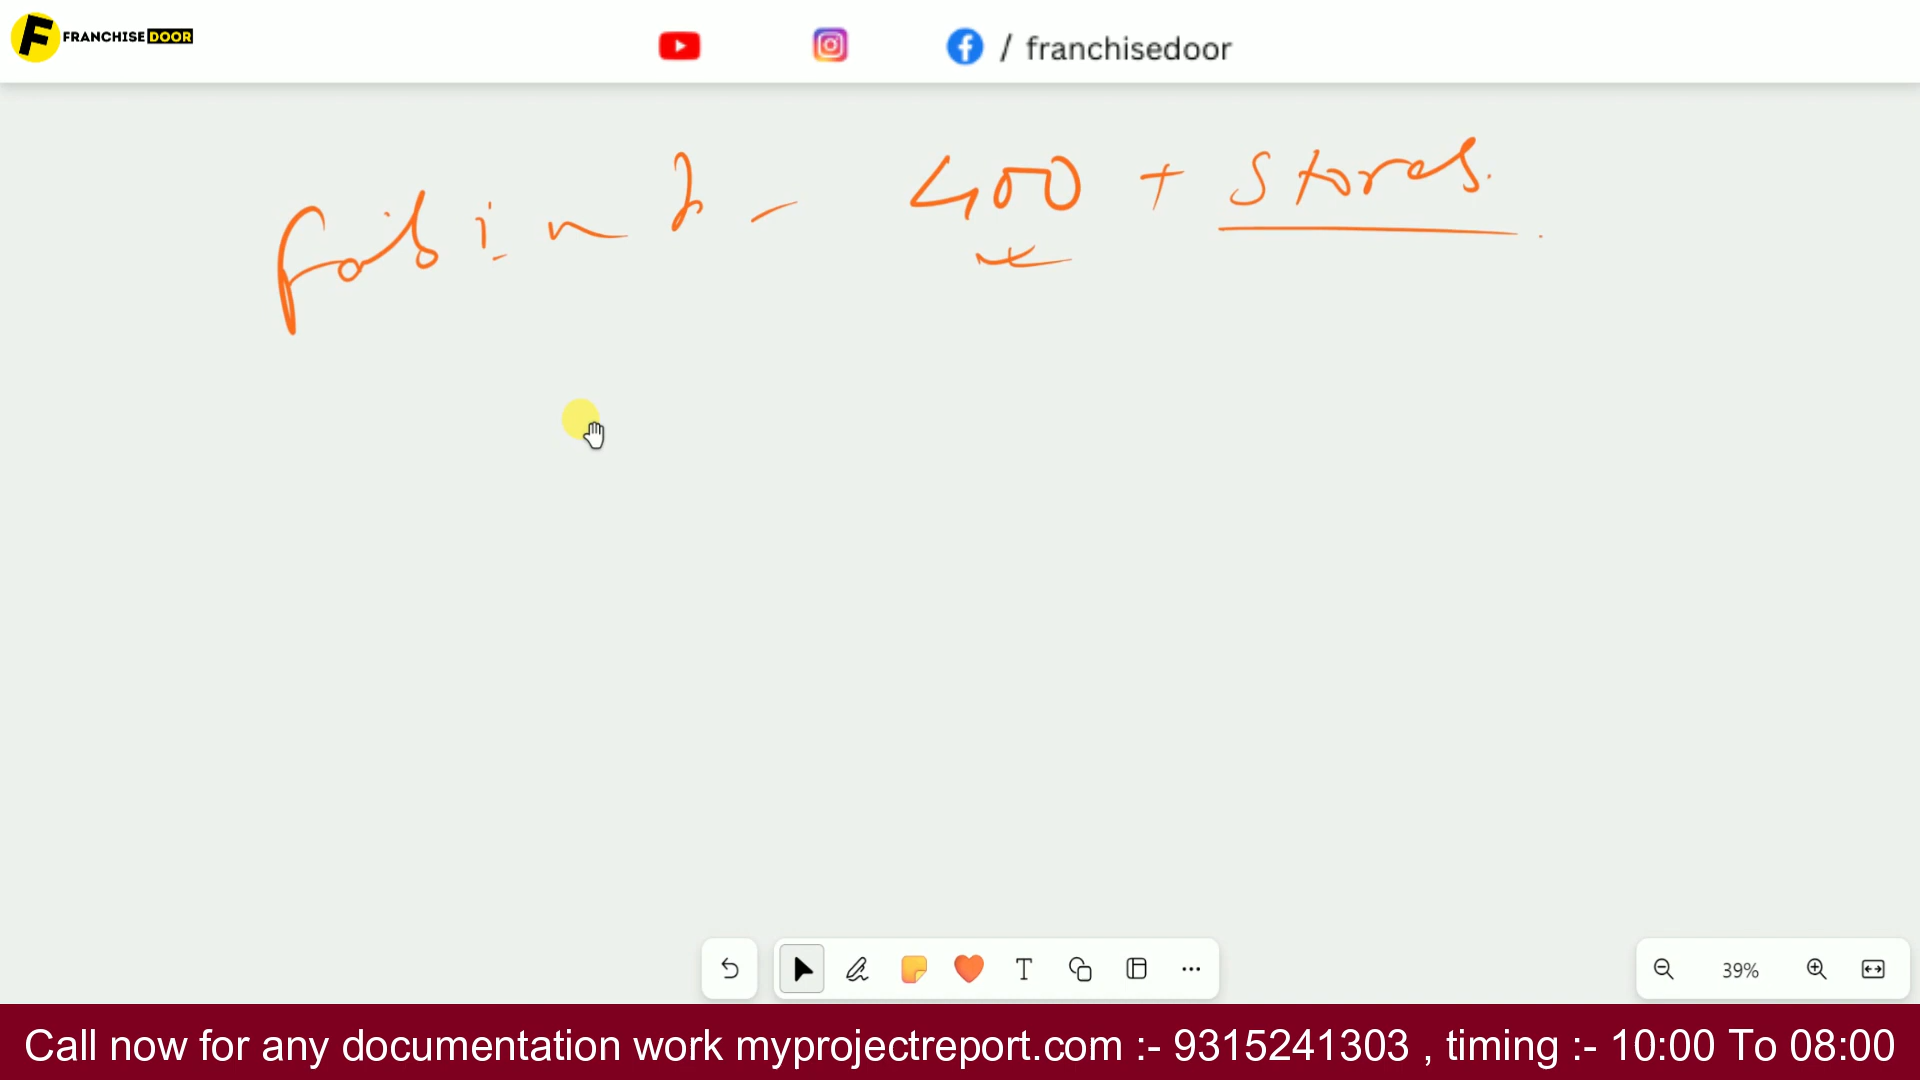 FRANCHISE DOOR
/ franchisedoor
400 + Stores.
39%
Call now for any documentation work myprojectreport.com :- 9315241303 , timing :- 10:00 To 08:00